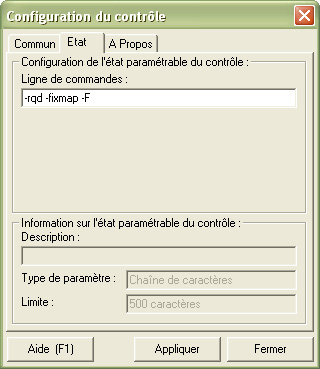 Configuration du contrôle
Commun Etat A Propos
Configuration de l'état paramétrable du contrôle :
Ligne de commandes :
-rqd -fixmap -F
Information sur l'état paramétrable du contrôle :
Description :
Type de paramètre : Chaîne de caractères
Limite : 500 caractères
Aide (F1) Appliquer Fermer